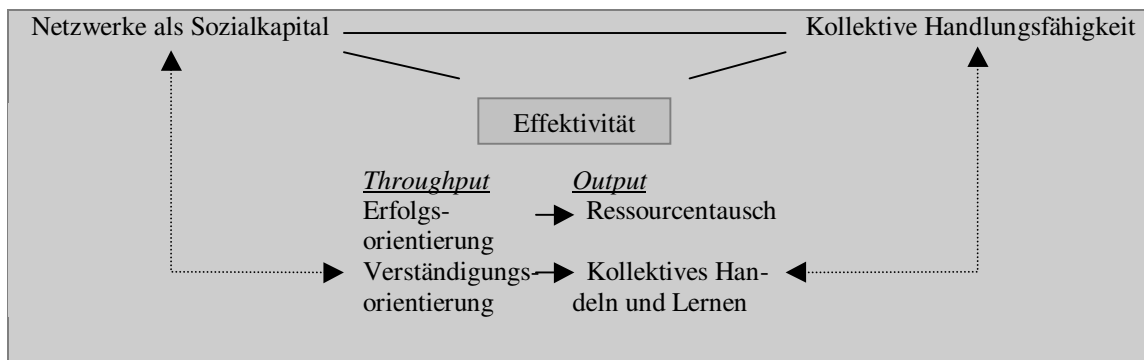 Netzwerke als Sozialkapital Kollektive Handlungsfähigkeit
Effektivität
Throughput Output
Erfolgs- Ressourcentausch
orientierung
Verständigungs- Kollektives Han-
orientierung deln und Lernen